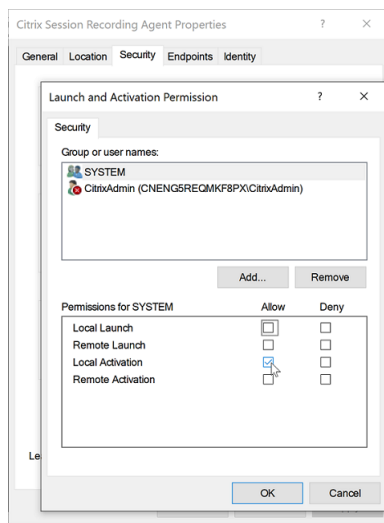 Citrix Session Recording Agent Properties
General Location Security Endpoints Identity
Launch and Activation Permission
Security
Group or user names:
SYSTEM
CitrixAdmin (CNENG5REQMKF8PX\CitrixAdmin)
Add... Remove
Permissions for SYSTEM Allow Deny
Local Launch
Remote Launch
Local Activation
Remote Activation
Le
OK Cancel